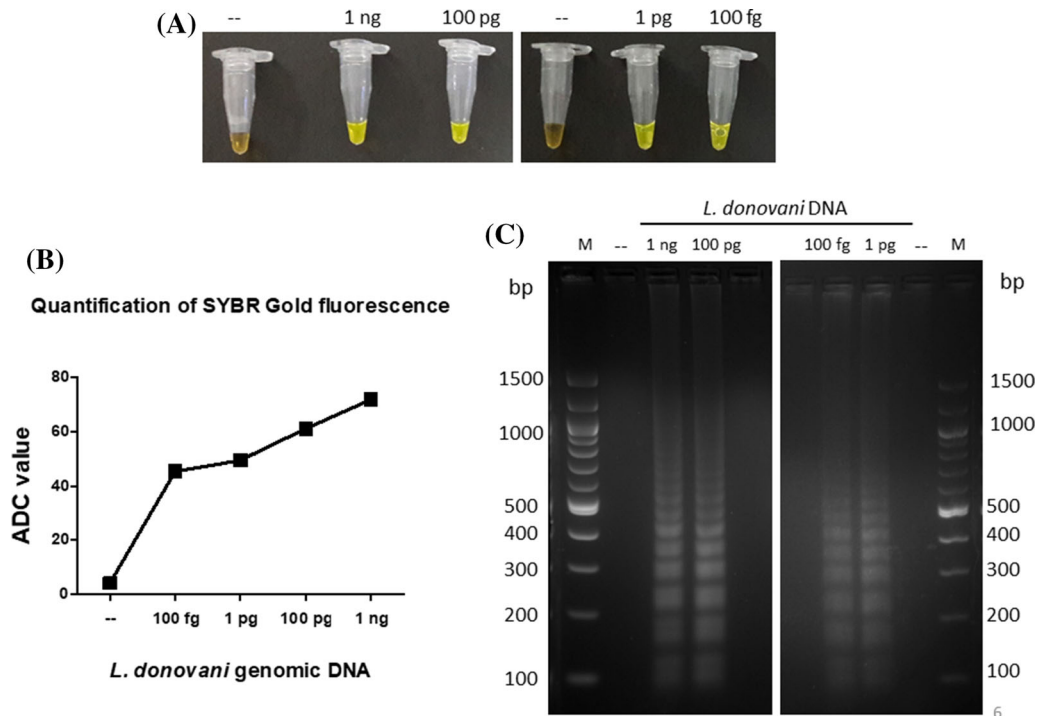 (A)
-- 1 ng 100 pg -- 1 pg 100 fg
(B)
Quantification of SYBR Gold fluorescence
ADC value
80
60
40
20
0
-- 100 fg 1 pg 100 pg 1 ng
L. donovani genomic DNA
(C)
L. donovani DNA
M -- 1 ng 100 pg 100 fg 1 pg -- M
bp bp
1500 1500
1000 1000
500 500
400 400
300 300
200 200
100 100
6